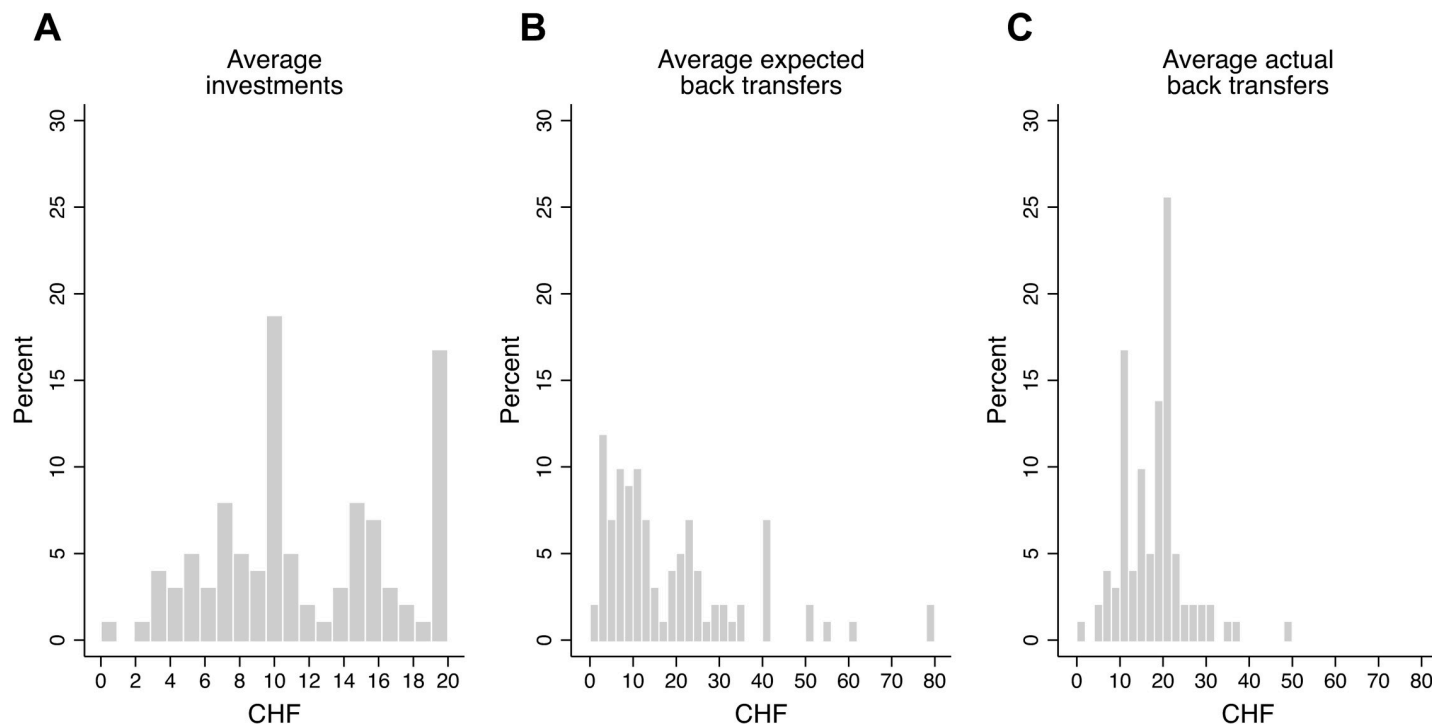 A
Average
investments
30
25
20
15
10
5
0
Percent
0 2 4 6 8 10 12 14 16 18 20
CHF
B
Average expected
back transfers
30
25
20
15
10
5
0
Percent
0 10 20 30 40 50 60 70 80
CHF
C
Average actual
back transfers
30
25
20
15
10
5
0
Percent
0 10 20 30 40 50 60 70 80
CHF